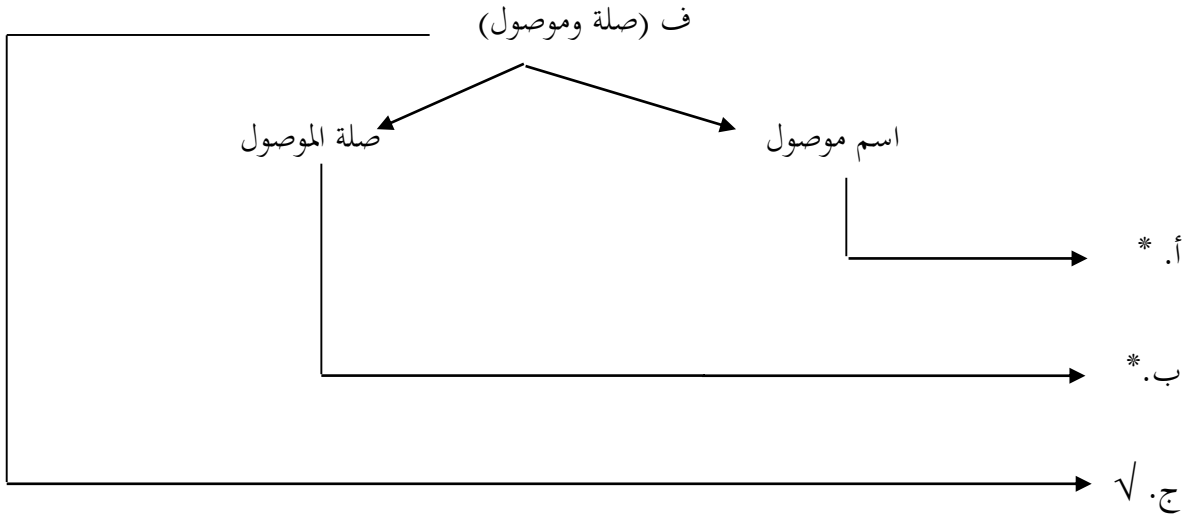 ف (صلة وموصول)
اسم موصول
صلة الموصول
أ. *
ب.*
ج. √